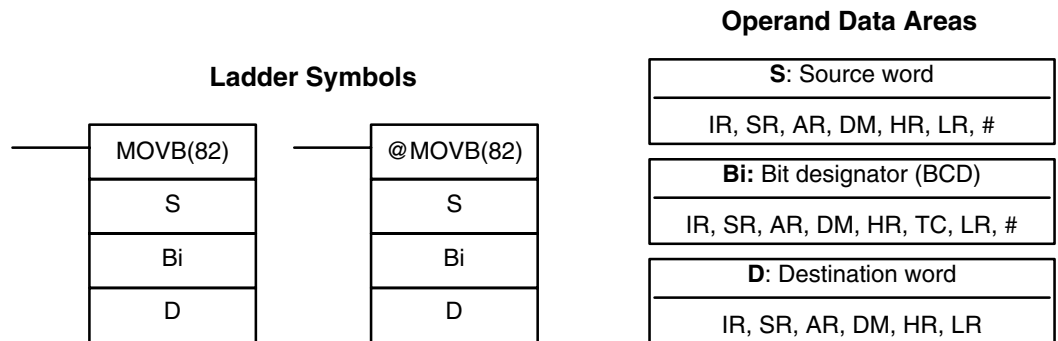 Ladder Symbols
MOVB(82)
S
Bi
D
@MOVB(82)
S
Bi
D
Operand Data Areas
S: Source word
IR, SR, AR, DM, HR, LR, #
Bi: Bit designator (BCD)
IR, SR, AR, DM, HR, TC, LR, #
D: Destination word
IR, SR, AR, DM, HR, LR